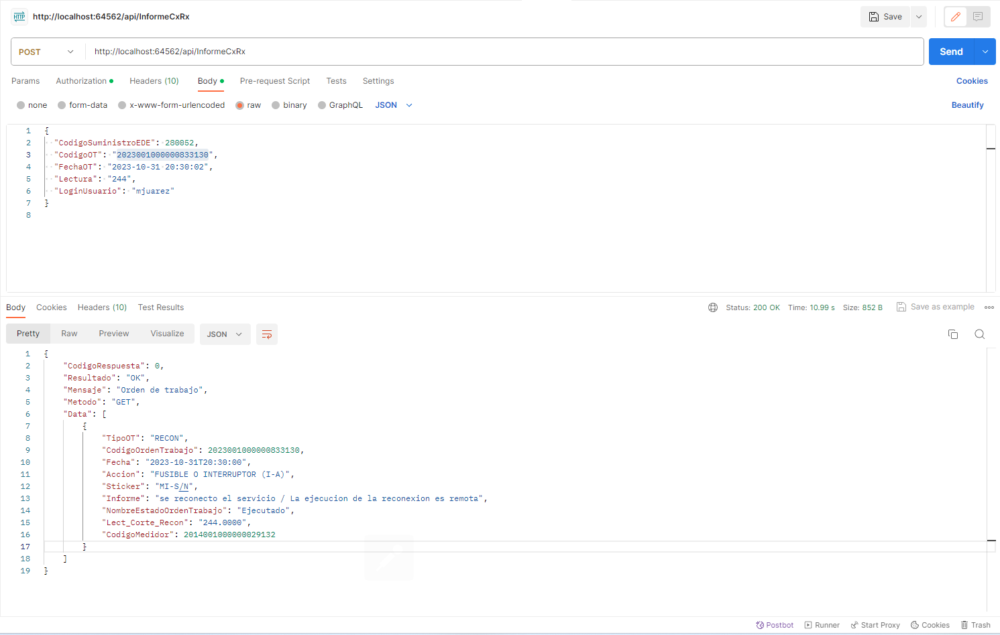 HTTP http://localhost:64562/api/InformeCxRx Save
POST http://localhost:64562/api/InformeCxRx Send
Params Authorization Headers (10) Body Pre-request Script Tests Settings Cookies
none form-data x-www-form-urlencoded raw binary GraphQL JSON Beautify
1 {
2 "CodigoSuministroEDE": 280052,
3 "CodigoOT": "2023001000000833130",
4 "FechaOT": "2023-10-31 20:30:02",
5 "Lectura": "244",
6 "LoginUsuario": "mjuarez"
7 }
8
Body Cookies Headers (10) Test Results Status: 200 OK Time: 10.99 s Size: 852 B Save as example
Pretty Raw Preview Visualize JSON
1 {
2 "CodigoRespuesta": 0,
3 "Resultado": "OK",
4 "Mensaje": "Orden de trabajo",
5 "Metodo": "GET",
6 "Data": [
7 {
8 "TipoOT": "RECON",
9 "CodigoOrdenTrabajo": 2023001000000833130,
10 "Fecha": "2023-10-31T20:30:00",
11 "Accion": "FUSIBLE O INTERRUPTOR (I-A)",
12 "Sticker": "MI-S/N",
13 "Informe": "se reconecto el servicio / La ejecucion de la reconexion es remota",
14 "NombreEstadoOrdenTrabajo": "Ejecutado",
15 "Lect_Corte_Recon": "244.0000",
16 "CodigoMedidor": 2014001000000029132
17 }
18 ]
19 }
Postbot Runner Start Proxy Cookies Trash